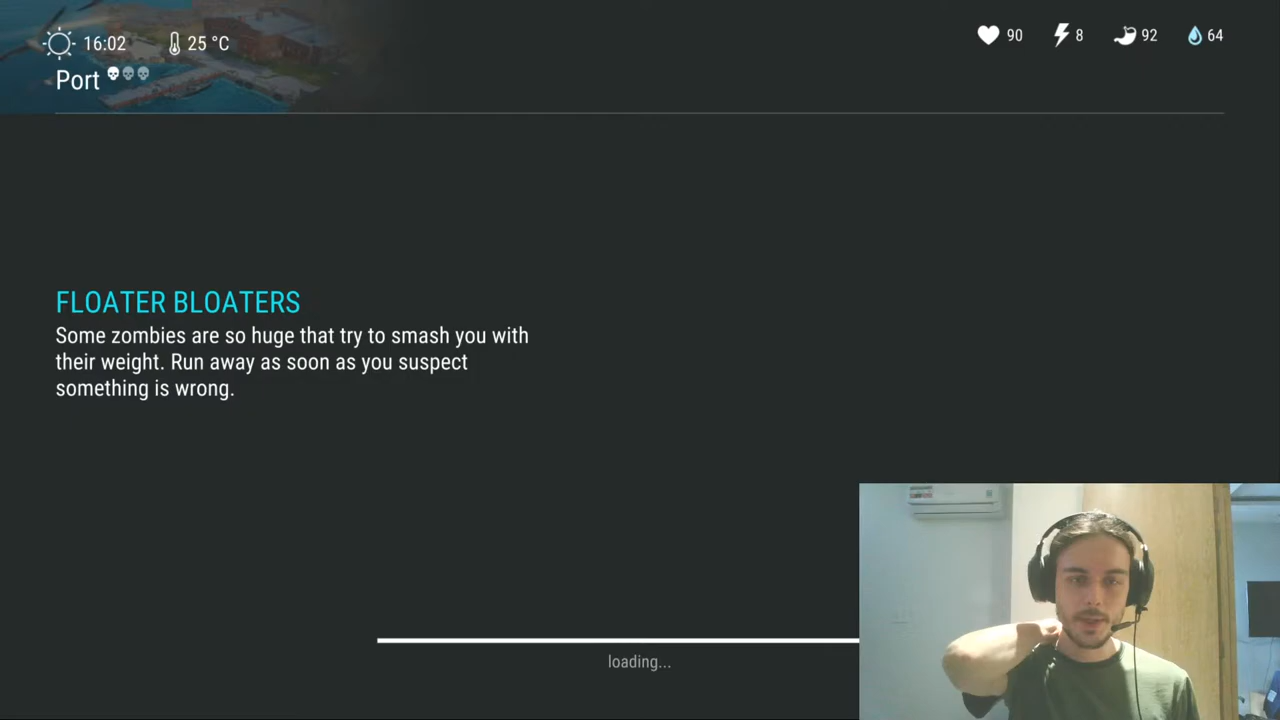 16:02 25 °C
90 8 92 64
Port
FLOATER BLOATERS
Some zombies are so huge that try to smash you with
their weight. Run away as soon as you suspect
something is wrong.
loading...